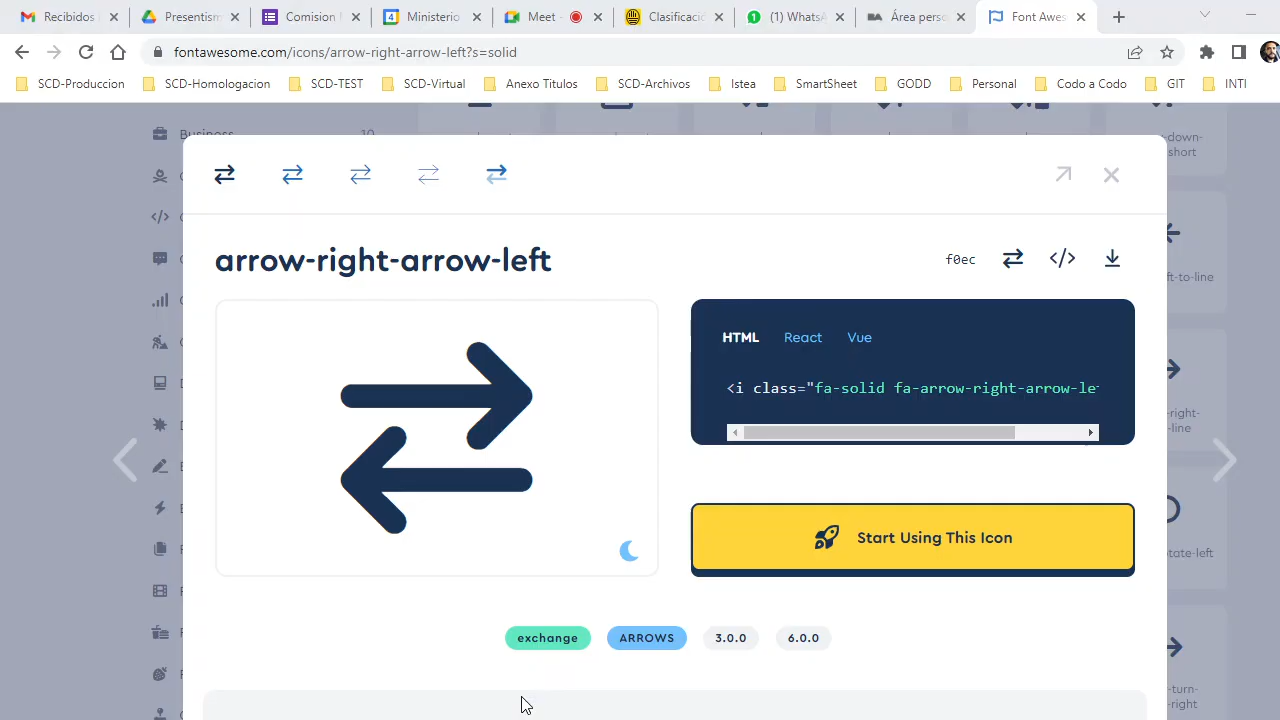 Recibidos
Presentism
Comision
Ministerio
Meet -
Clasificaci
(1) Whats
Área pers
Font Awes
fontawesome.com/icons/arrow-right-arrow-left?s=solid
SCD-Produccion
SCD-Homologacion
SCD-TEST
SCD-Virtual
Anexo Titulos
SCD-Archivos
Istea
SmartSheet
GODD
Personal
Codo a Codo
GIT
INTI
Business
10
-down-
short
arrow-right-arrow-left
f0ec
HTML React Vue
<i class="fa-solid fa-arrow-right-arrow-le
ft-to-line
-right-
-line
Start Using This Icon
tate-left
exchange
ARROWS
3.0.0
6.0.0
-turn-
-right